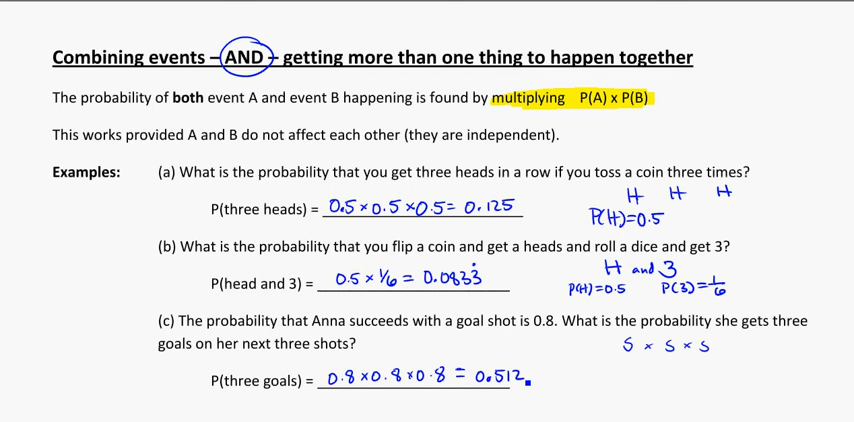 Combining events – AND – getting more than one thing to happen together
The probability of both event A and event B happening is found by multiplying P(A) x P(B)
This works provided A and B do not affect each other (they are independent).
Examples: (a) What is the probability that you get three heads in a row if you toss a coin three times?
H H H
P(three heads) = 0.5 × 0.5 × 0.5 = 0.125
P(H)=0.5
(b) What is the probability that you flip a coin and get a heads and roll a dice and get 3?
H and 3
P(head and 3) = 0.5 × 1/6 = 0.0833̇
P(H)=0.5 P(3)=1/6
(c) The probability that Anna succeeds with a goal shot is 0.8. What is the probability she gets three
goals on her next three shots? S × S × S
P(three goals) = 0.8 × 0.8 × 0.8 = 0.512.